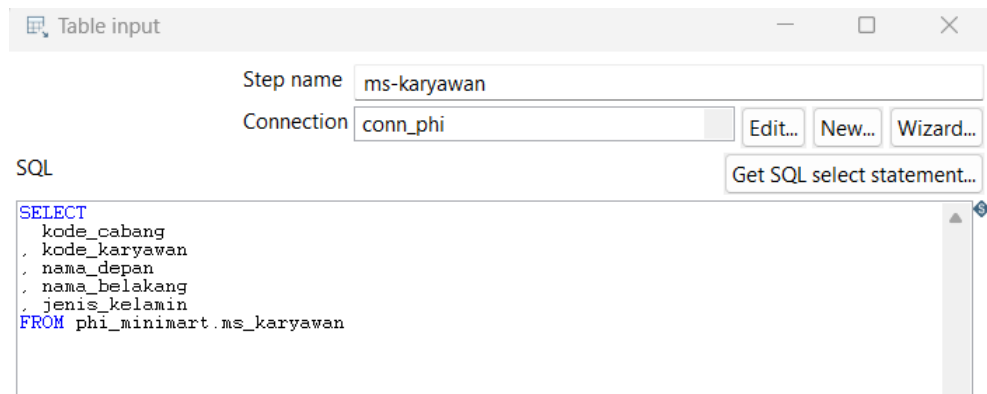 Table input
Step name ms-karyawan
Connection conn_phi Edit... New... Wizard...
SQL Get SQL select statement...
SELECT
kode_cabang
, kode_karyawan
, nama_depan
, nama_belakang
, jenis_kelamin
FROM phi_minimart.ms_karyawan